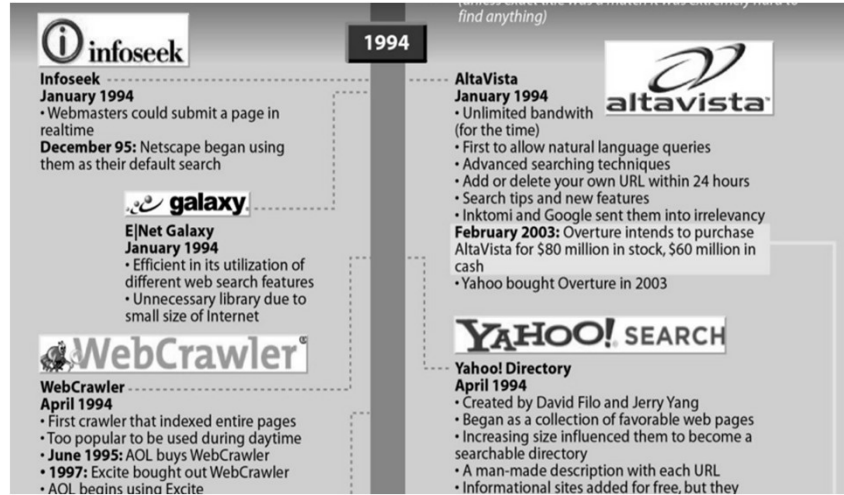 find anything)
1994
infoseek
Infoseek
January 1994
• Webmasters could submit a page in
realtime
December 95: Netscape began using
them as their default search
galaxy
E|Net Galaxy
January 1994
• Efficient in its utilization of
different web search features
• Unnecessary library due to
small size of Internet
WebCrawler
WebCrawler
April 1994
• First crawler that indexed entire pages
• Too popular to be used during daytime
• June 1995: AOL buys WebCrawler
• 1997: Excite bought out WebCrawler
• AOL begins using Excite
altavista
AltaVista
January 1994
• Unlimited bandwith
(for the time)
• First to allow natural language queries
• Advanced searching techniques
• Add or delete your own URL within 24 hours
• Search tips and new features
• Inktomi and Google sent them into irrelevancy
February 2003: Overture intends to purchase
AltaVista for $80 million in stock, $60 million in
cash
• Yahoo bought Overture in 2003
YAHOO! SEARCH
Yahoo! Directory
April 1994
• Created by David Filo and Jerry Yang
• Began as a collection of favorable web pages
• Increasing size influenced them to become a
searchable directory
• A man-made description with each URL
• Informational sites added for free, but they